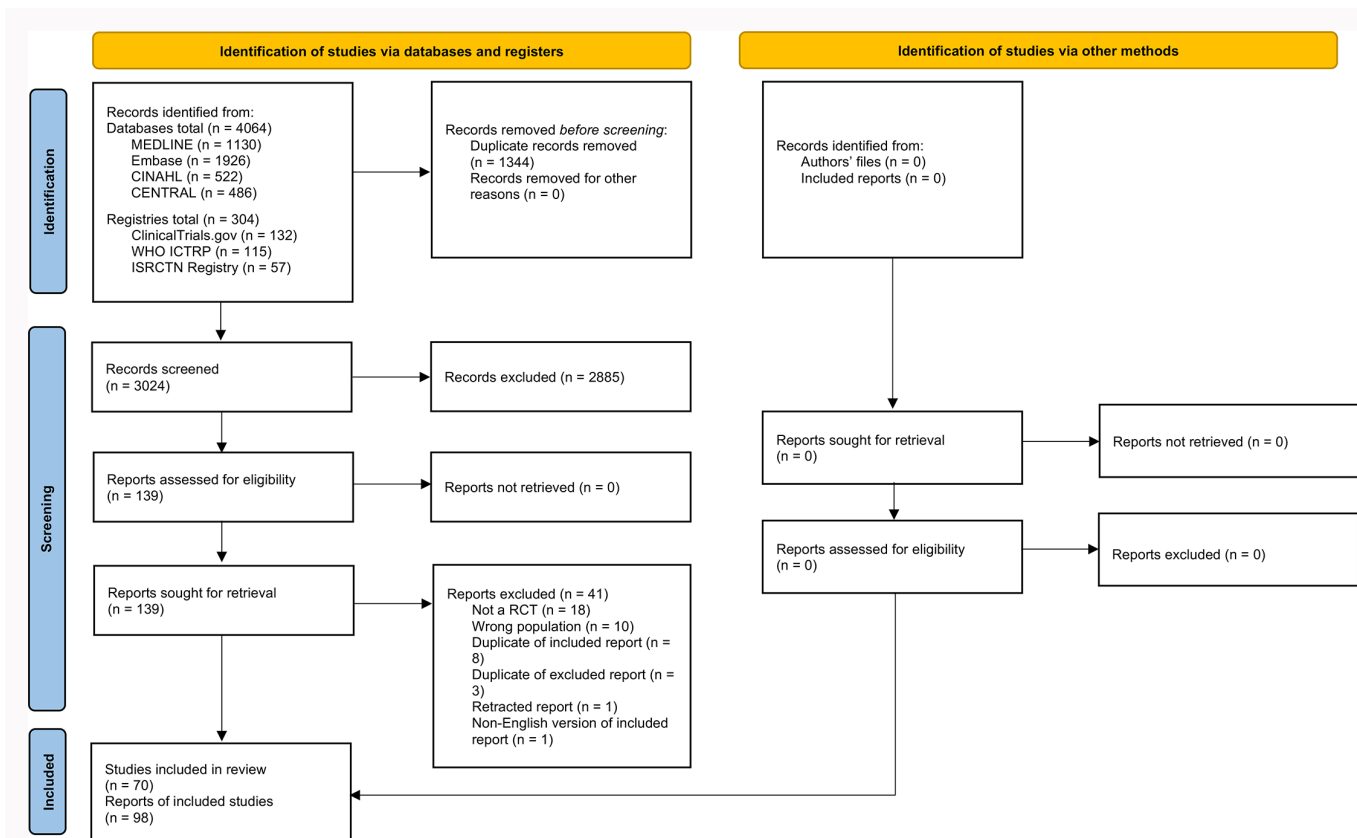 Identification of studies via databases and registers
Identification of studies via other methods
Identification
Records identified from:
Databases total (n = 4064)
MEDLINE (n = 1130)
Embase (n = 1926)
CINAHL (n = 522)
CENTRAL (n = 486)
Registries total (n = 304)
ClinicalTrials.gov (n = 132)
WHO ICTRP (n = 115)
ISRCTN Registry (n = 57)
Records removed before screening:
Duplicate records removed
(n = 1344)
Records removed for other
reasons (n = 0)
Records identified from:
Authors’ files (n = 0)
Included reports (n = 0)
Screening
Records screened
(n = 3024)
Records excluded (n = 2885)
Reports assessed for eligibility
(n = 139)
Reports not retrieved (n = 0)
Reports sought for retrieval
(n = 139)
Reports excluded (n = 41)
Not a RCT (n = 18)
Wrong population (n = 10)
Duplicate of included report (n =
8)
Duplicate of excluded report (n =
3)
Retracted report (n = 1)
Non-English version of included
report (n = 1)
Reports sought for retrieval
(n = 0)
Reports not retrieved (n = 0)
Reports assessed for eligibility
(n = 0)
Reports excluded (n = 0)
Included
Studies included in review
(n = 70)
Reports of included studies
(n = 98)